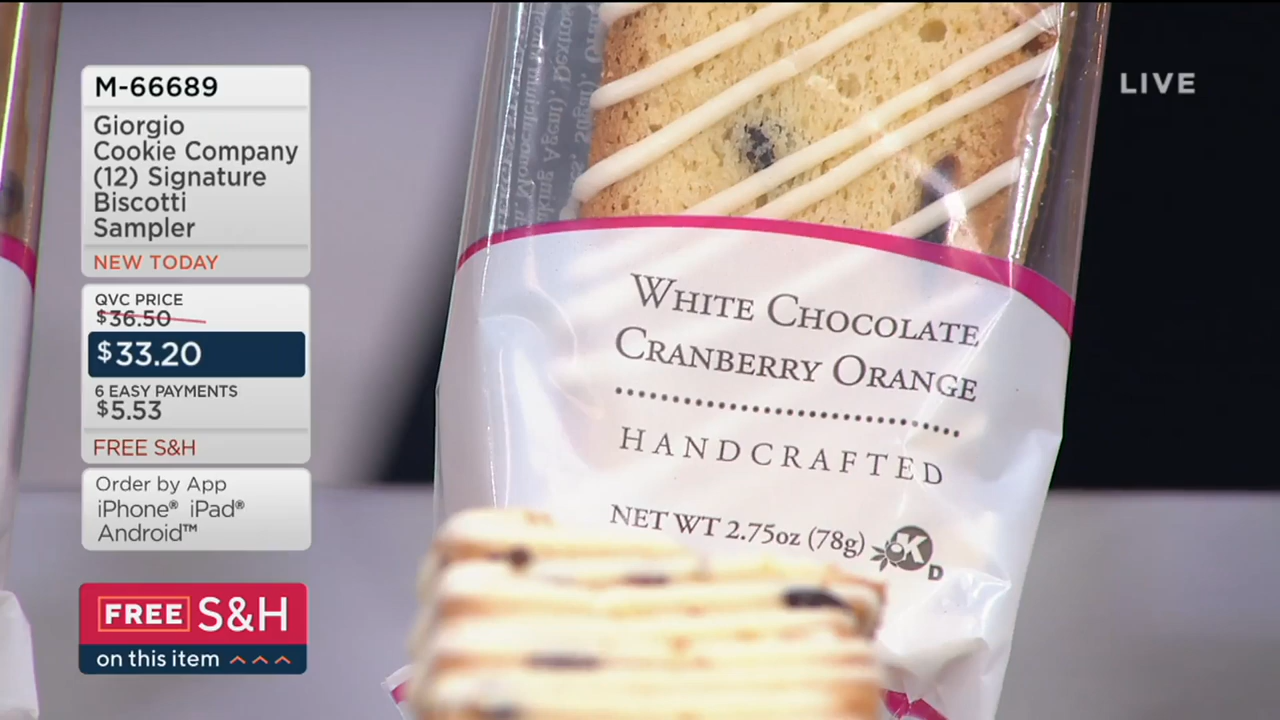 M-66689
Giorgio
Cookie Company
(12) Signature
Biscotti
Sampler
NEW TODAY
QVC PRICE
$36.50
$33.20
6 EASY PAYMENTS
$5.53
FREE S&H
Order by App
iPhone® iPad®
Android™
FREE S&H
on this item
LIVE
WHITE CHOCOLATE
CRANBERRY ORANGE
HANDCRAFTED
NET WT 2.75oz (78g)
K
D